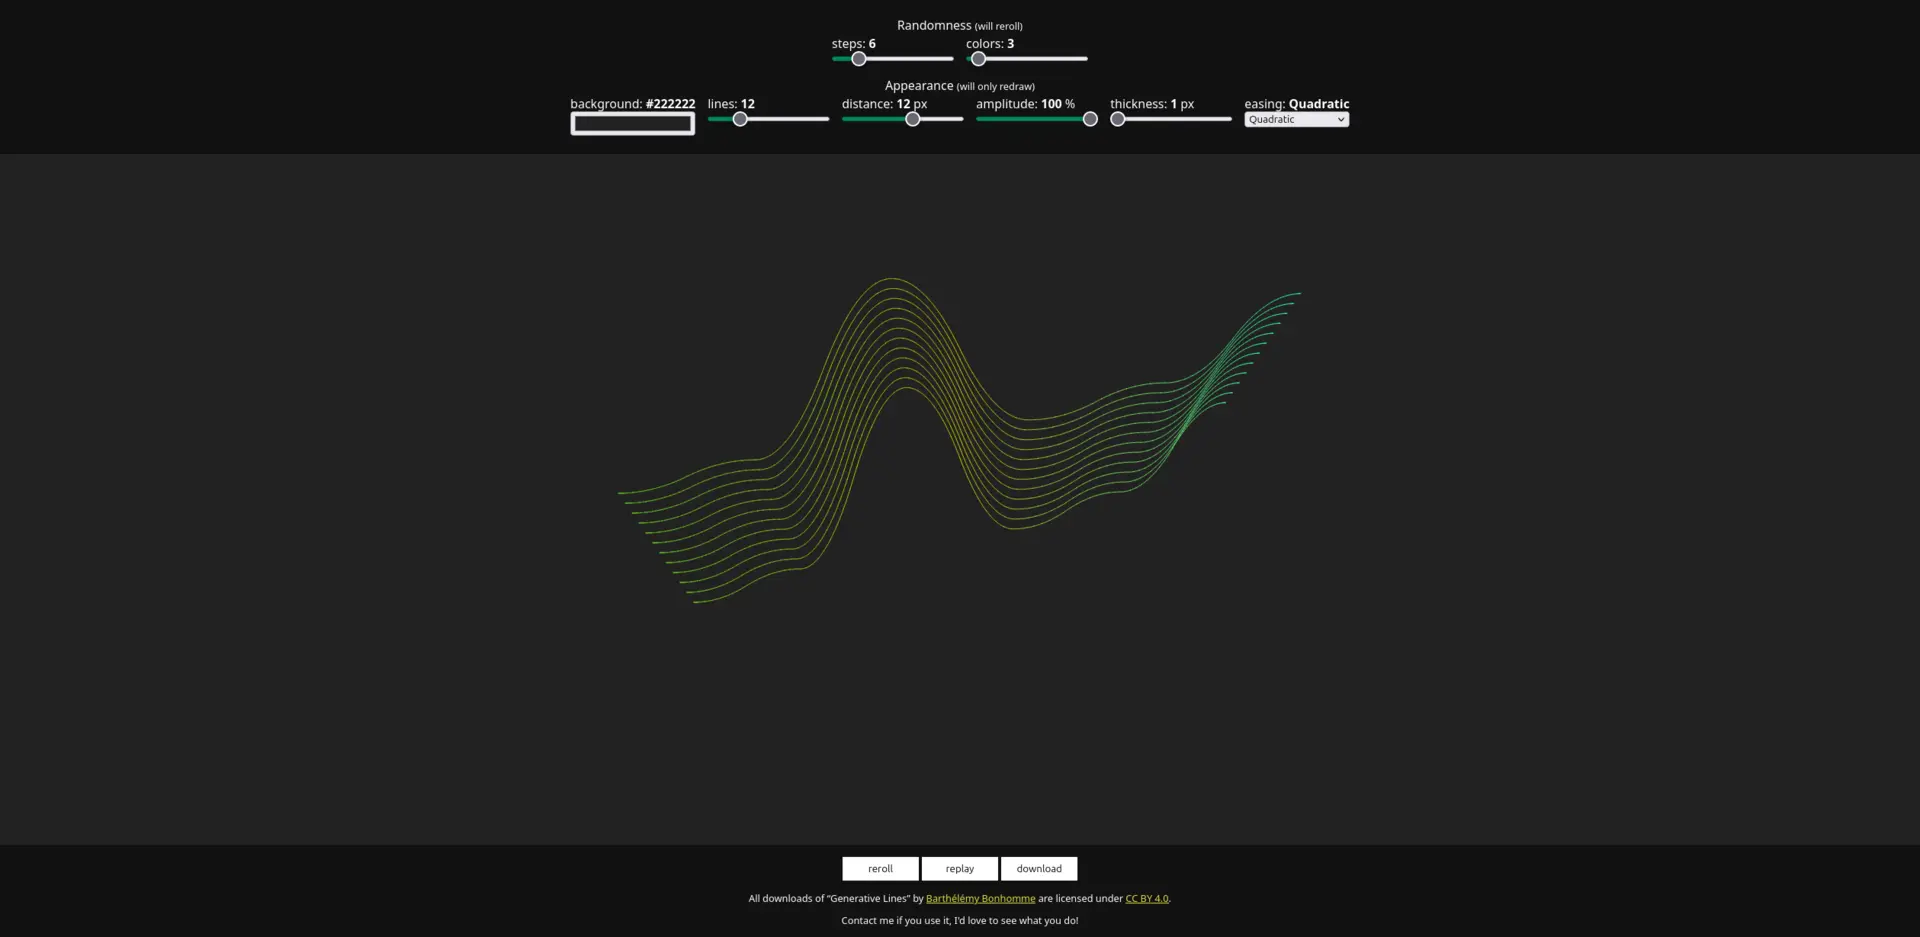 Randomness (will reroll)
steps: 6 colors: 3
Appearance (will only redraw)
background: #222222 lines: 12 distance: 12 px amplitude: 100 % thickness: 1 px easing: Quadratic
Quadratic
reroll replay download
All downloads of “Generative Lines” by Barthélémy Bonhomme are licensed under CC BY 4.0.
Contact me if you use it, I'd love to see what you do!